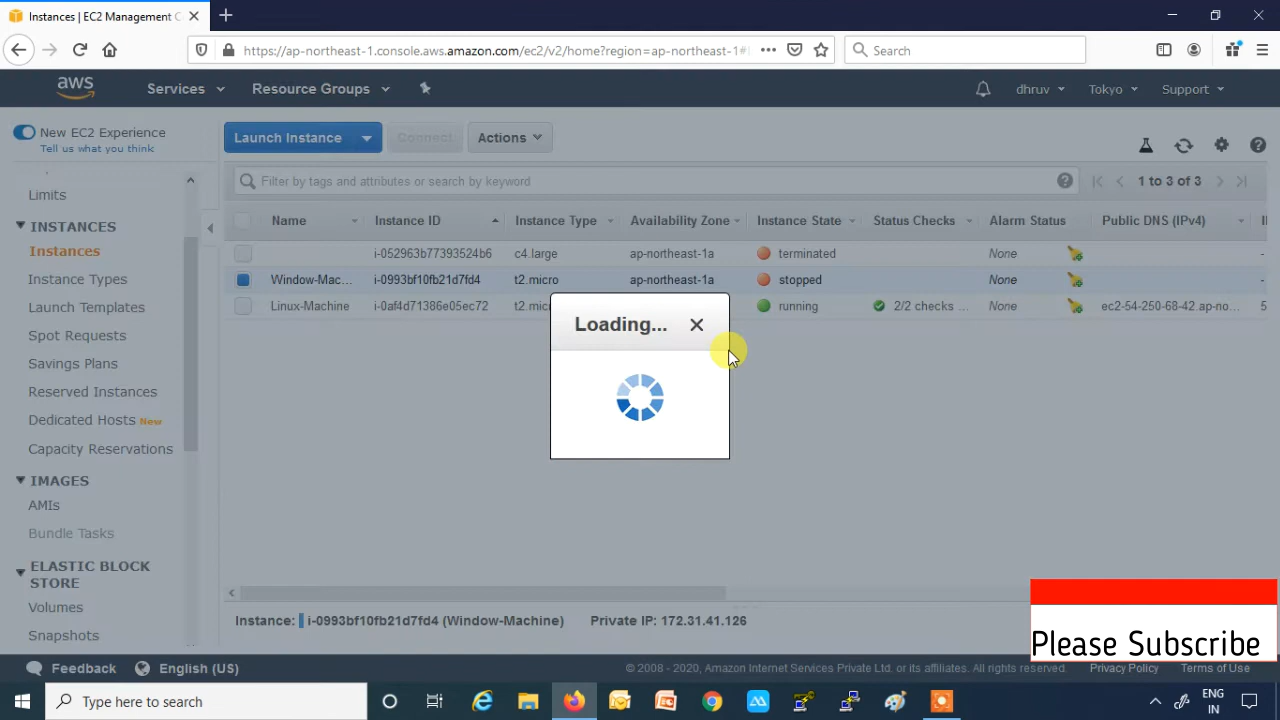 Instances | EC2 Management C
https://ap-northeast-1.console.aws.amazon.com/ec2/v2/home?region=ap-northeast-1#
Search
aws
Services
Resource Groups
dhruv
Tokyo
Support
New EC2 Experience
Tell us what you think
Launch Instance
Connect
Actions
Filter by tags and attributes or search by keyword
1 to 3 of 3
Limits
INSTANCES
Instances
Instance Types
Launch Templates
Spot Requests
Savings Plans
Reserved Instances
Dedicated Hosts New
Capacity Reservations
IMAGES
AMIs
Bundle Tasks
ELASTIC BLOCK
STORE
Volumes
Snapshots
Name Instance ID Instance Type Availability Zone Instance State Status Checks Alarm Status Public DNS (IPv4)
i-052963b77393524b6 c4.large ap-northeast-1a terminated None -
Window-Mac... i-0993bf10fb21d7fd4 t2.micro ap-northeast-1a stopped None -
Linux-Machine i-0af4d71386e05ec72 t2.mic running 2/2 checks ... None ec2-54-250-68-42.ap-no... 5
Loading...
Instance: i-0993bf10fb21d7fd4 (Window-Machine) Private IP: 172.31.41.126
Please Subscribe
Feedback
English (US)
© 2008 - 2020, Amazon Internet Services Private Ltd. or its affiliates. All rights reserved.
Privacy Policy
Terms of Use
Type here to search
ENG
IN